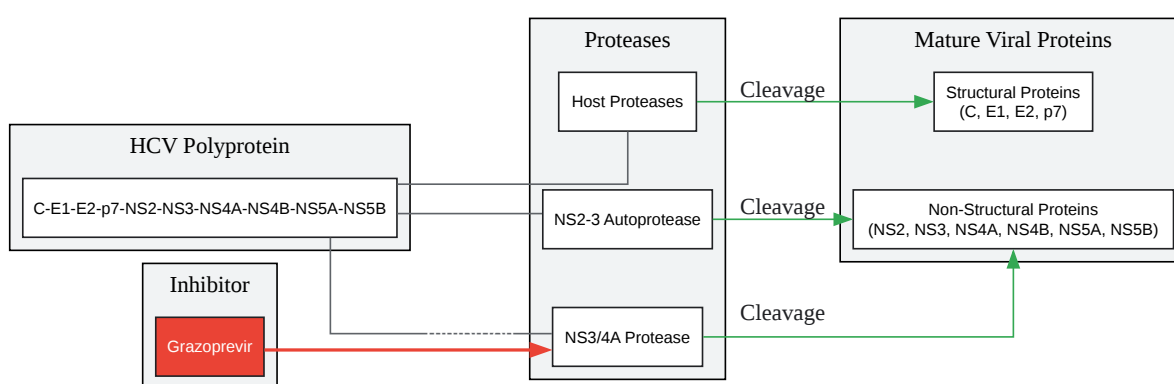 HCV Polyprotein
C-E1-E2-p7-NS2-NS3-NS4A-NS4B-NS5A-NS5B
Inhibitor
Grazoprevir
Proteases
Host Proteases
NS2-3 Autoprotease
NS3/4A Protease
Cleavage
Cleavage
Cleavage
Mature Viral Proteins
Structural Proteins
(C, E1, E2, p7)
Non-Structural Proteins
(NS2, NS3, NS4A, NS4B, NS5A, NS5B)